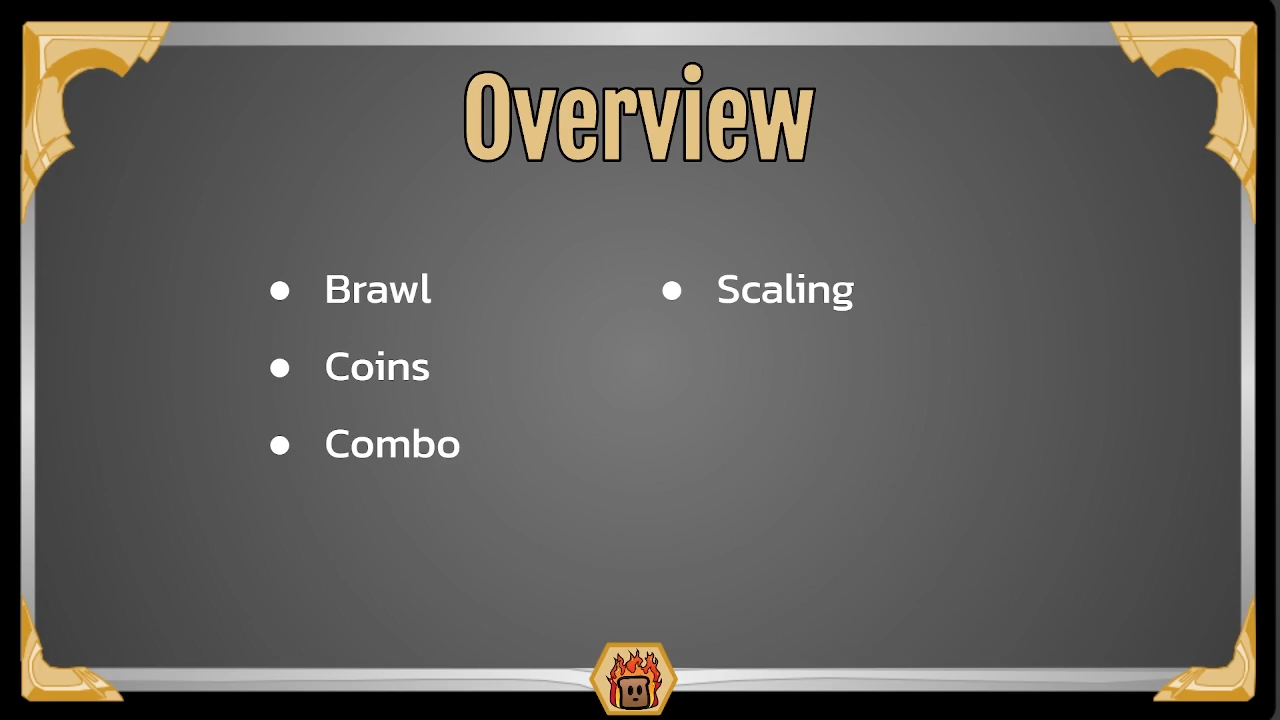 Overview
● Brawl
● Coins
● Combo
● Scaling